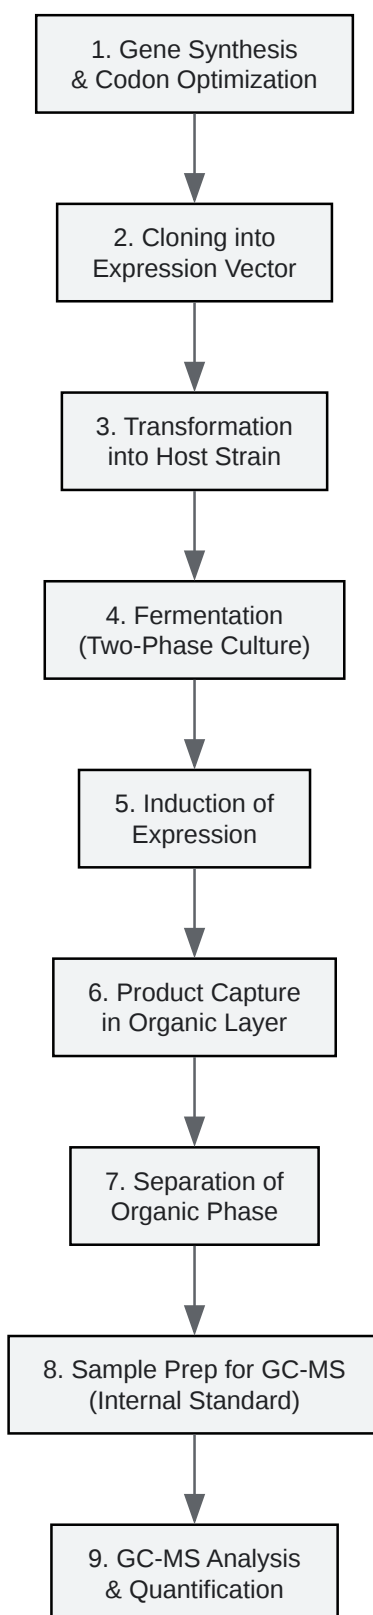 1. Gene Synthesis
& Codon Optimization
2. Cloning into
Expression Vector
3. Transformation
into Host Strain
4. Fermentation
(Two-Phase Culture)
5. Induction of
Expression
6. Product Capture
in Organic Layer
7. Separation of
Organic Phase
8. Sample Prep for GC-MS
(Internal Standard)
9. GC-MS Analysis
& Quantification